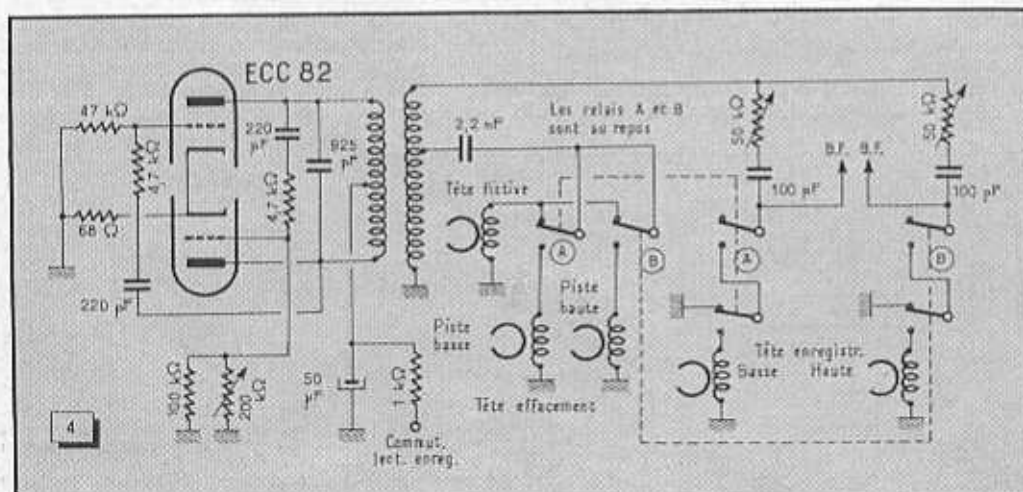 ECC 82
47 kΩ
4,7 kΩ
68 Ω
220 pF
220 pF
4,7 kΩ
925 pF
100 kΩ
200 kΩ
50 µF
1 kΩ
Commut.
lect. enreg.
2,2 nF
Les relais A et B
sont au repos
Tête fictive
A
B
Piste basse
Piste haute
Tête effacement
50 kΩ
100 pF
B.F.
B.F.
50 kΩ
100 pF
A
B
Tête enregistr.
Basse
Haute
4